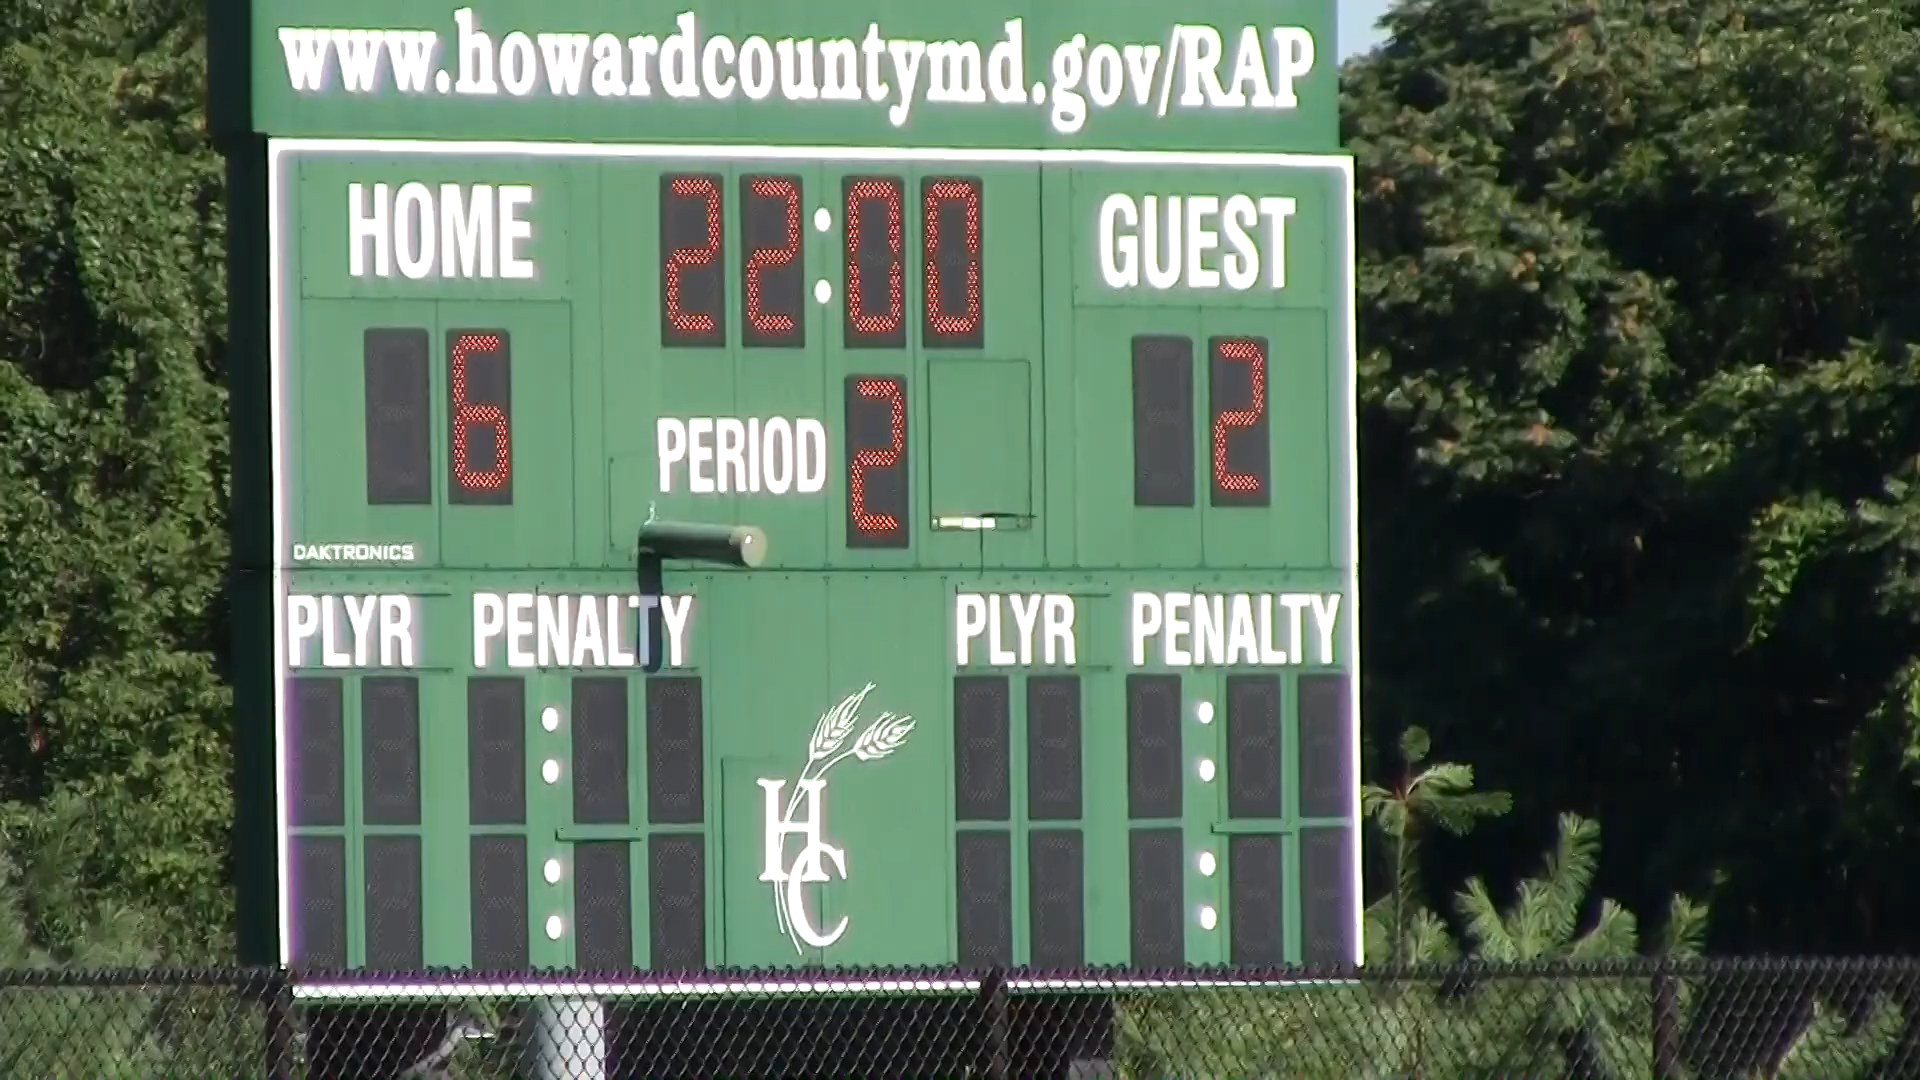 www.howardcountymd.gov/RAP
HOME 22:00 GUEST
6 PERIOD 2 2
DAKTRONICS
PLYR PENALTY PLYR PENALTY
HC